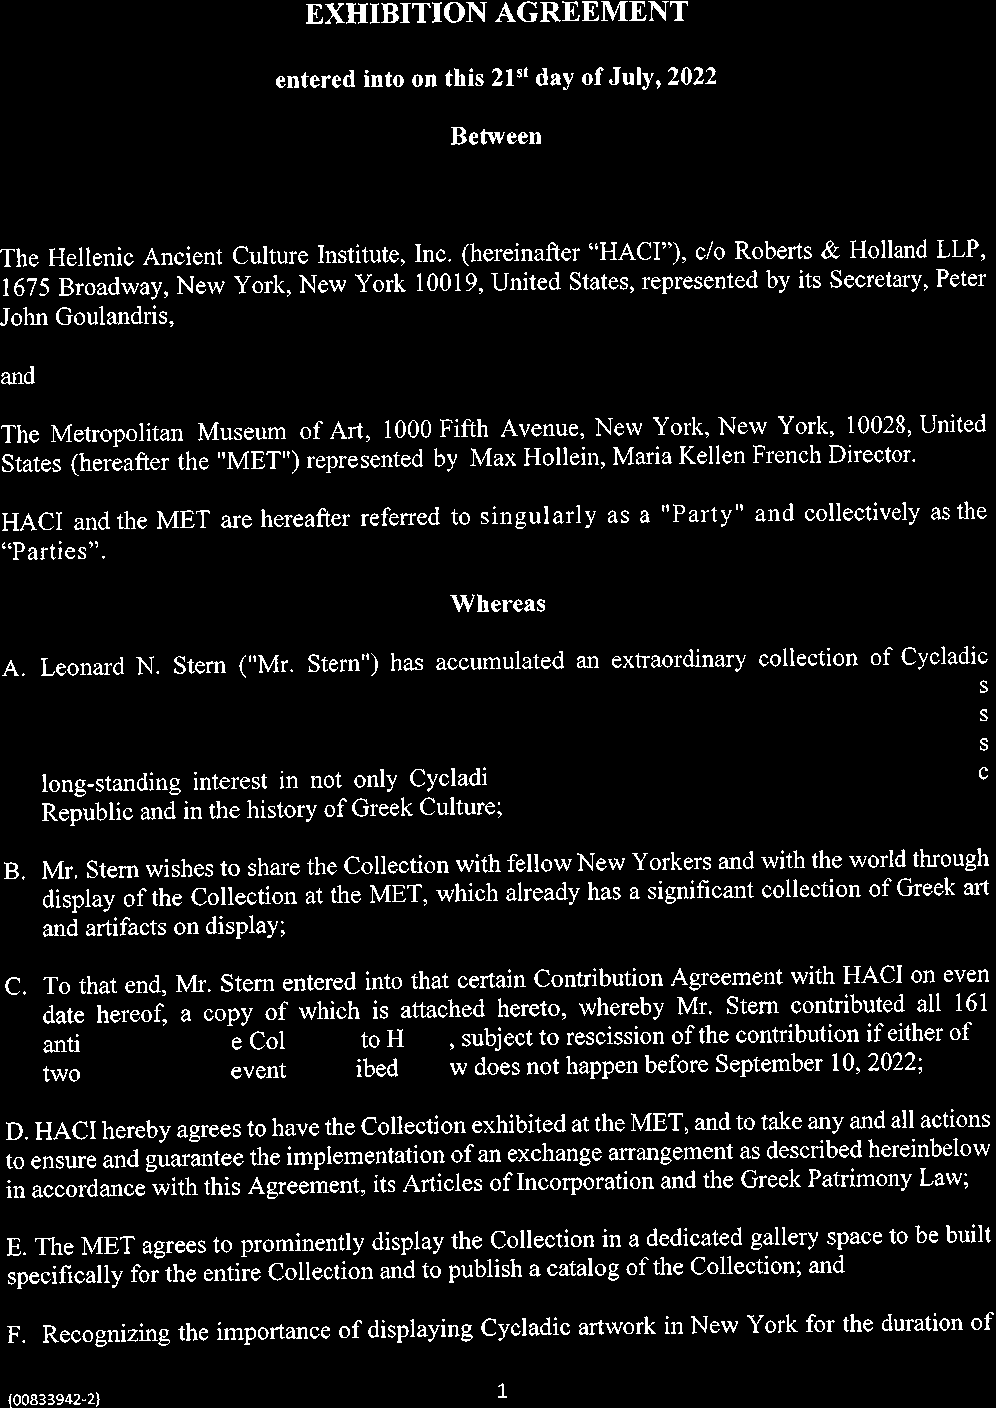 EXHIBITION AGREEMENT
entered into on this 21st day of July, 2022
Between
The Hellenic Ancient Culture Institute, Inc. (hereinafter “HACI”), c/o Roberts & Holland LLP,
1675 Broadway, New York, New York 10019, United States, represented by its Secretary, Peter
John Goulandris,
and
The Metropolitan Museum of Art, 1000 Fifth Avenue, New York, New York, 10028, United
States (hereafter the "MET") represented by Max Hollein, Maria Kellen French Director.
HACI and the MET are hereafter referred to singularly as a "Party" and collectively as the
“Parties”.
Whereas
A. Leonard N. Stern ("Mr. Stern") has accumulated an extraordinary collection of Cycladic
s
s
s
long-standing interest in not only Cycladi c
Republic and in the history of Greek Culture;
B. Mr. Stern wishes to share the Collection with fellow New Yorkers and with the world through
display of the Collection at the MET, which already has a significant collection of Greek art
and artifacts on display;
C. To that end, Mr. Stern entered into that certain Contribution Agreement with HACI on even
date hereof, a copy of which is attached hereto, whereby Mr. Stern contributed all 161
anti e Col to H , subject to rescission of the contribution if either of
two event ibed w does not happen before September 10, 2022;
D. HACI hereby agrees to have the Collection exhibited at the MET, and to take any and all actions
to ensure and guarantee the implementation of an exchange arrangement as described hereinbelow
in accordance with this Agreement, its Articles of Incorporation and the Greek Patrimony Law;
E. The MET agrees to prominently display the Collection in a dedicated gallery space to be built
specifically for the entire Collection and to publish a catalog of the Collection; and
F. Recognizing the importance of displaying Cycladic artwork in New York for the duration of
{00833942-2}
1